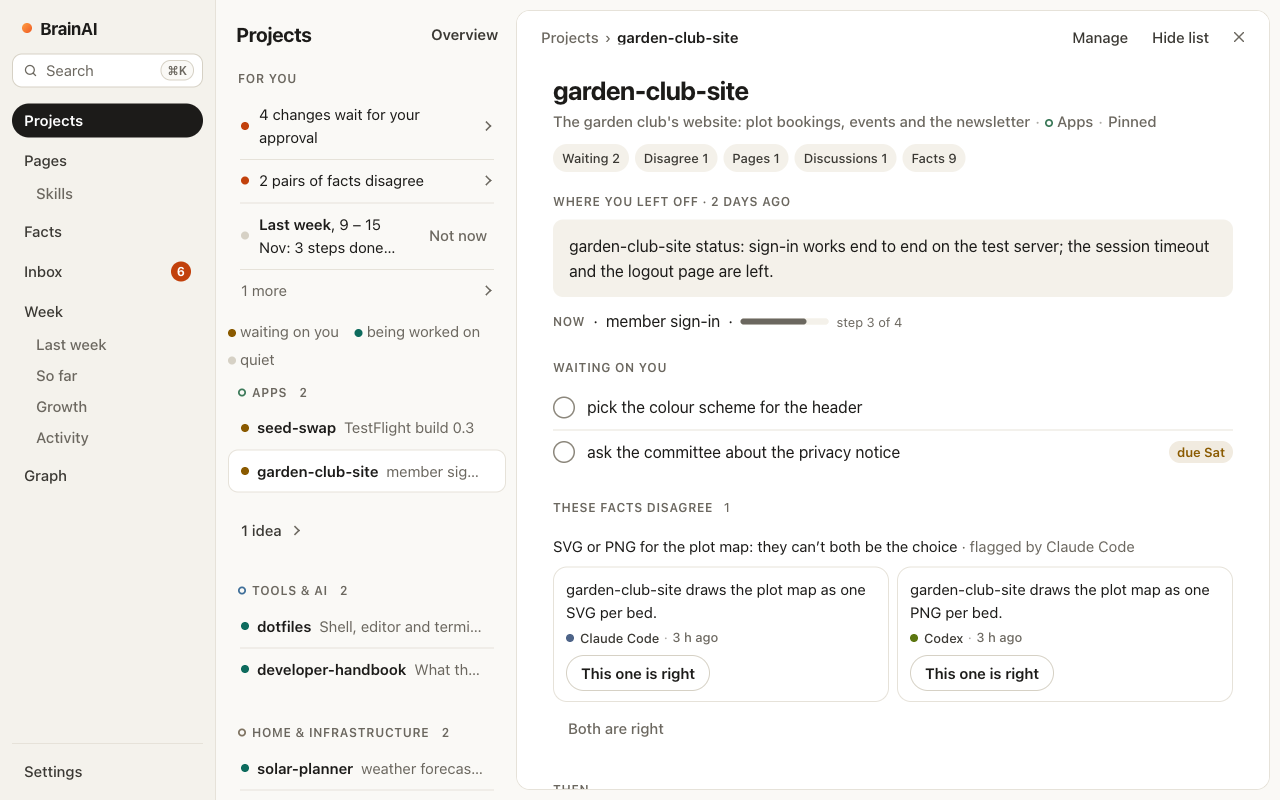 BrainAI
Search ⌘K
Projects
Pages
Skills
Facts
Inbox 6
Week
Last week
So far
Growth
Activity
Graph
Settings
Projects Overview
FOR YOU
4 changes wait for your
approval
2 pairs of facts disagree
Last week, 9 – 15
Nov: 3 steps done… Not now
1 more
waiting on you being worked on
quiet
APPS 2
seed-swap TestFlight build 0.3
garden-club-site member sig…
1 idea
TOOLS & AI 2
dotfiles Shell, editor and termi…
developer-handbook What th…
HOME & INFRASTRUCTURE 2
solar-planner weather forecas…
Projects › garden-club-site Manage Hide list
garden-club-site
The garden club's website: plot bookings, events and the newsletter · Apps · Pinned
Waiting 2 Disagree 1 Pages 1 Discussions 1 Facts 9
WHERE YOU LEFT OFF · 2 DAYS AGO
garden-club-site status: sign-in works end to end on the test server; the session timeout
and the logout page are left.
NOW · member sign-in · step 3 of 4
WAITING ON YOU
pick the colour scheme for the header
ask the committee about the privacy notice due Sat
THESE FACTS DISAGREE 1
SVG or PNG for the plot map: they can’t both be the choice · flagged by Claude Code
garden-club-site draws the plot map as one
SVG per bed.
Claude Code · 3 h ago
This one is right
garden-club-site draws the plot map as one
PNG per bed.
Codex · 3 h ago
This one is right
Both are right
THEN